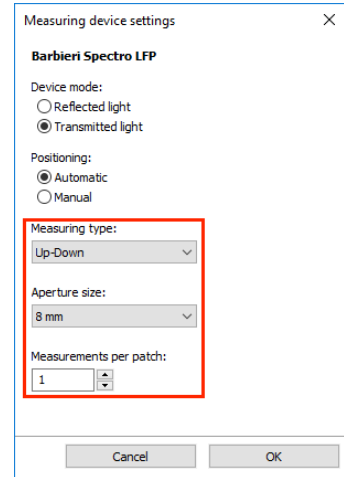 Measuring device settings
Barbieri Spectro LFP
Device mode:
Reflected light
Transmitted light
Positioning:
Automatic
Manual
Measuring type:
Up-Down
Aperture size:
8 mm
Measurements per patch:
1
Cancel OK